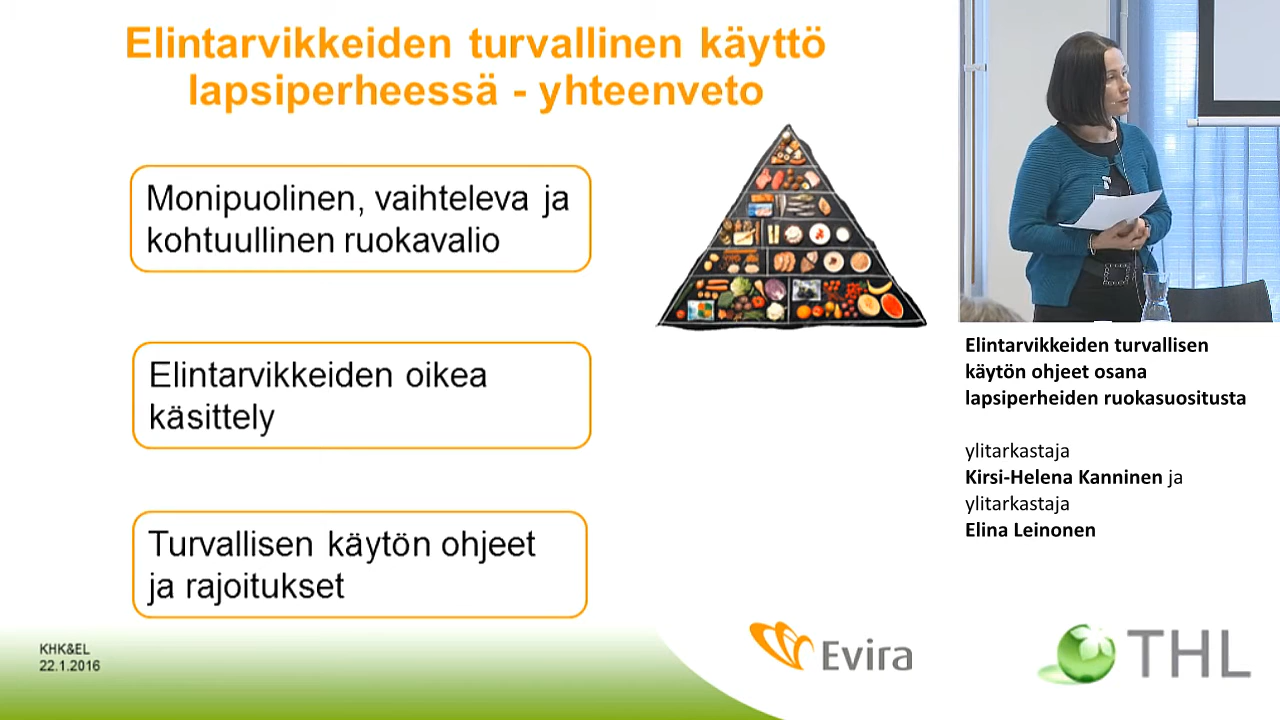 Elintarvikkeiden turvallinen käyttö
lapsiperheessä - yhteenveto
Monipuolinen, vaihteleva ja
kohtuullinen ruokavalio
Elintarvikkeiden oikea
käsittely
Turvallisen käytön ohjeet
ja rajoitukset
KHK&EL
22.1.2016
Evira
Elintarvikkeiden turvallisen
käytön ohjeet osana
lapsiperheiden ruokasuositusta
ylitarkastaja
Kirsi-Helena Kanninen ja
ylitarkastaja
Elina Leinonen
THL